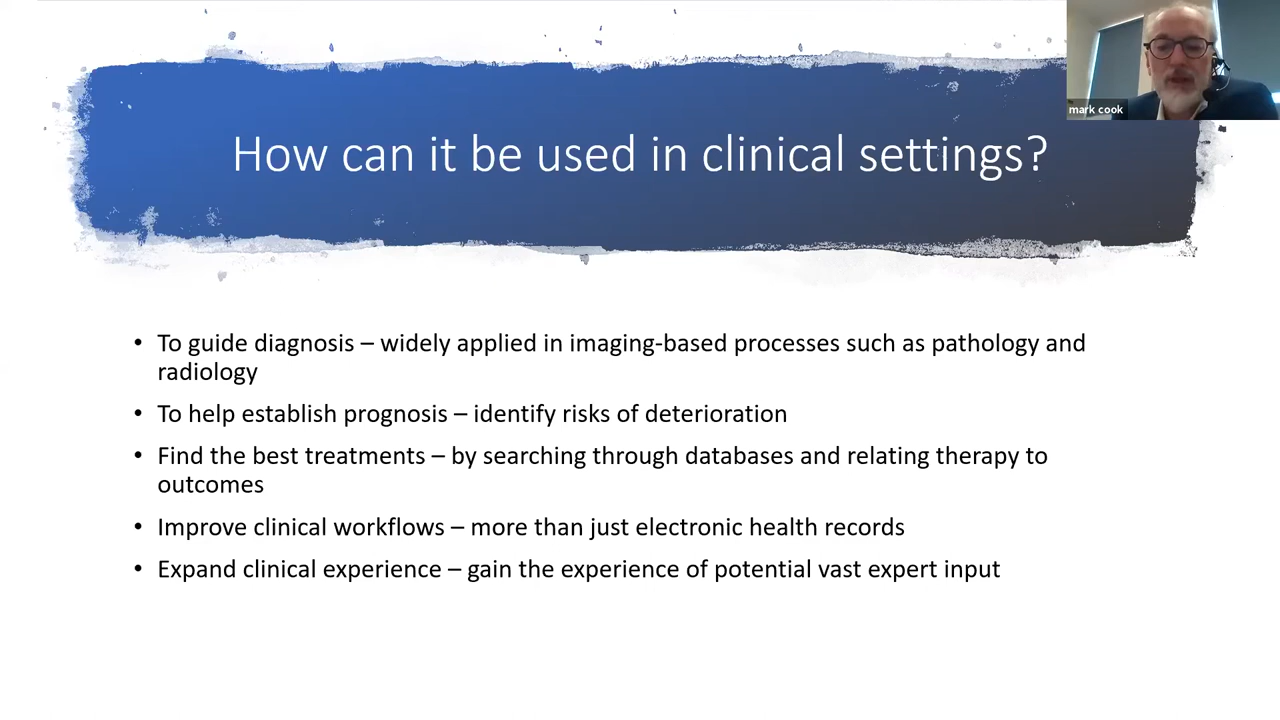 How can it be used in clinical settings?
mark cook
• To guide diagnosis – widely applied in imaging-based processes such as pathology and
radiology
• To help establish prognosis – identify risks of deterioration
• Find the best treatments – by searching through databases and relating therapy to
outcomes
• Improve clinical workflows – more than just electronic health records
• Expand clinical experience – gain the experience of potential vast expert input